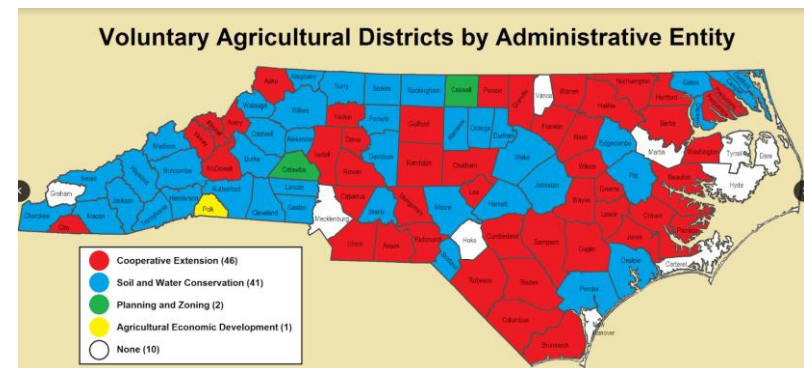 Voluntary Agricultural Districts by Administrative Entity
Ashe
Alleghany
Surry
Stokes
Rockingham
Caswell
Person
Granville
Vance
Warren
Northampton
Hertford
Gates
Halifax
Bertie
Watauga
Wilkes
Yadkin
Forsyth
Guilford
Alamance
Orange
Durham
Franklin
Nash
Edgecombe
Martin
Washington
Tyrrell
Dare
Avery
Mitchell
Yancey
Madison
Caldwell
Alexander
Iredell
Davie
Davidson
Randolph
Chatham
Wake
Wilson
Pitt
Beaufort
Hyde
McDowell
Burke
Catawba
Rowan
Johnston
Greene
Swain
Haywood
Buncombe
Rutherford
Lincoln
Lee
Wayne
Lenoir
Craven
Pamlico
Graham
Jackson
Henderson
Polk
Cleveland
Gaston
Mecklenburg
Cabarrus
Stanly
Montgomery
Moore
Harnett
Cherokee
Clay
Macon
Transylvania
Union
Anson
Richmond
Scotland
Hoke
Cumberland
Sampson
Duplin
Jones
Onslow
Carteret
Robeson
Bladen
Pender
New
Hanover
Columbus
Brunswick
Cooperative Extension (46)
Soil and Water Conservation (41)
Planning and Zoning (2)
Agricultural Economic Development (1)
None (10)